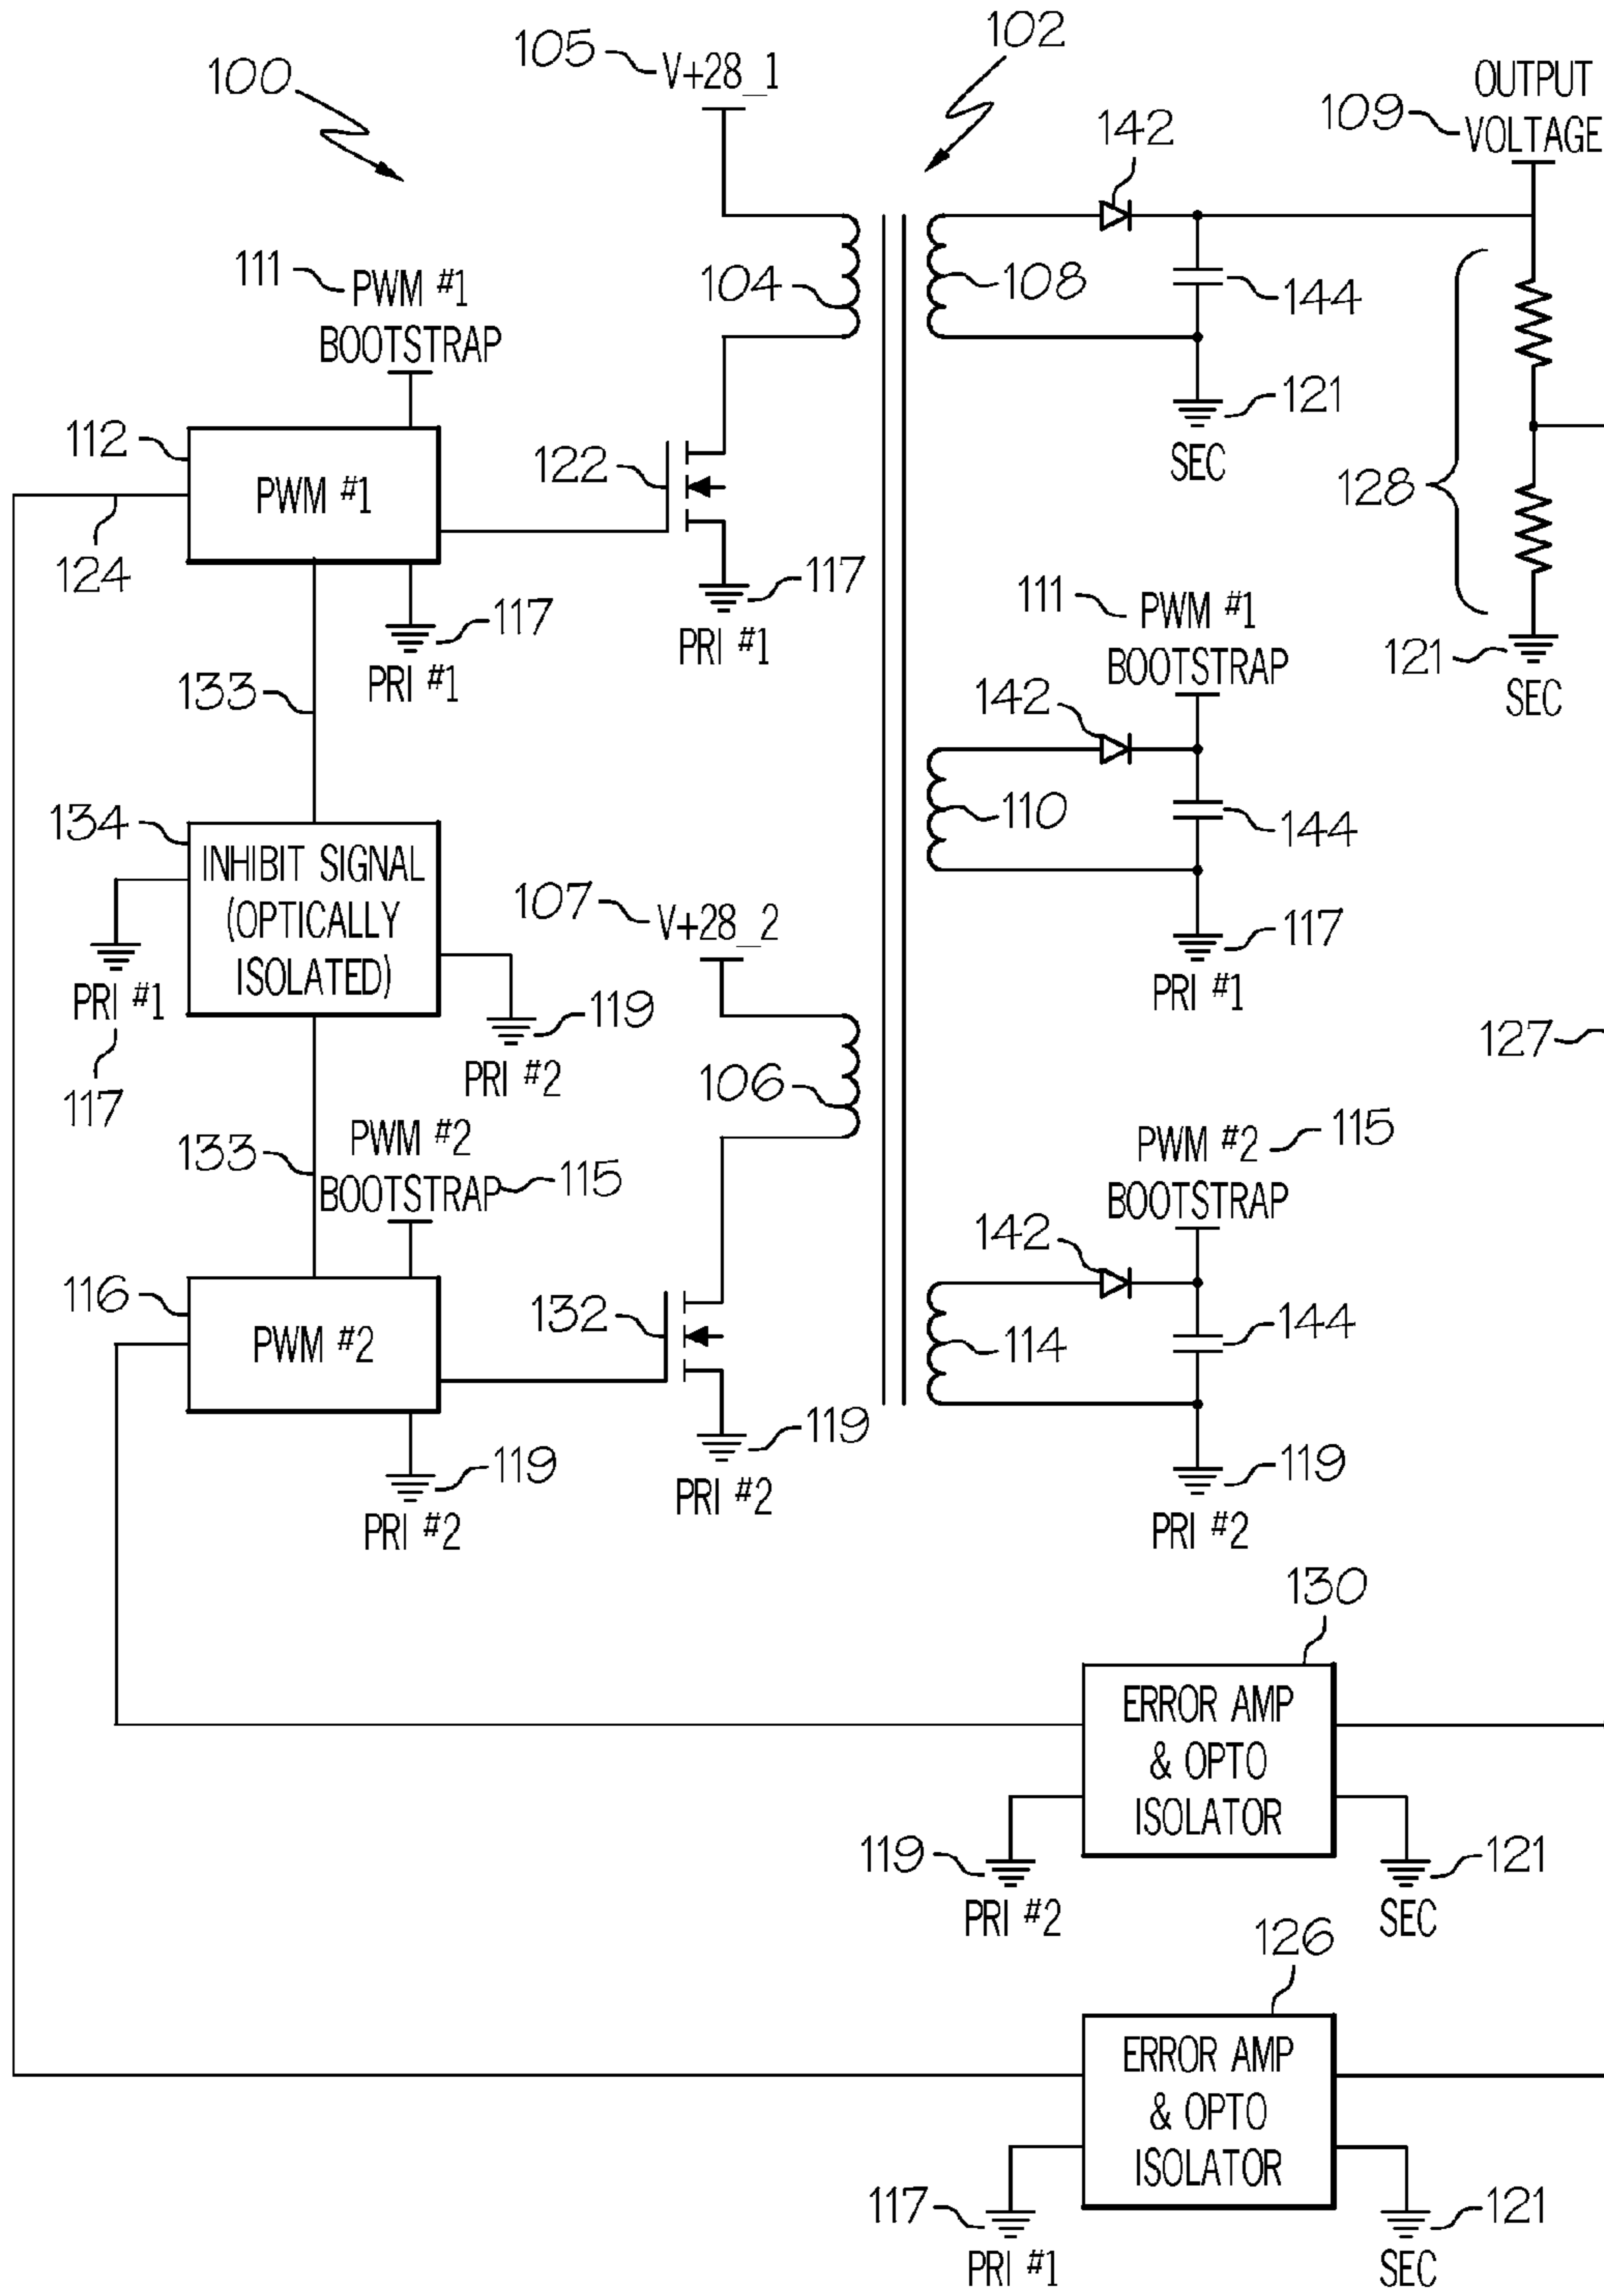 100
105
V+28_1
102
142
109
OUTPUT
VOLTAGE
111
PWM #1
BOOTSTRAP
104
108
144
112
PWM #1
122
121
SEC
128
124
117
PRI #1
117
PRI #1
111
PWM #1
BOOTSTRAP
121
SEC
133
142
134
INHIBIT SIGNAL
(OPTICALLY
ISOLATED)
110
144
107
V+28_2
117
PRI #1
PRI #1
117
119
PRI #2
106
127
133
PWM #2
BOOTSTRAP
115
PWM #2
BOOTSTRAP
115
142
116
PWM #2
132
114
144
119
PRI #2
119
PRI #2
119
PRI #2
130
ERROR AMP
& OPTO
ISOLATOR
119
PRI #2
121
SEC
126
ERROR AMP
& OPTO
ISOLATOR
117
PRI #1
121
SEC